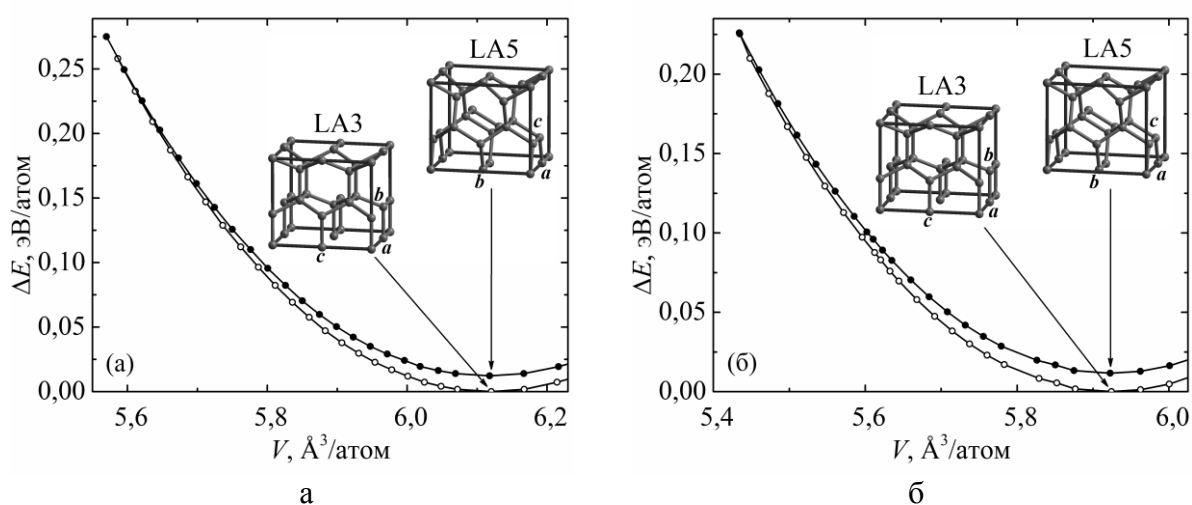 а
б
LA5
LA3
c
b
a
b
a
c
0,25
0,20
0,15
0,10
0,05
0,00
ΔE, эВ/атом
(а)
5,6 5,8 6,0 6,2
V, Å³/атом
а
LA5
LA3
c
b
b
a
a
c
0,20
0,15
0,10
0,05
0,00
ΔE, эВ/атом
(б)
5,4 5,6 5,8 6,0
V, Å³/атом
б